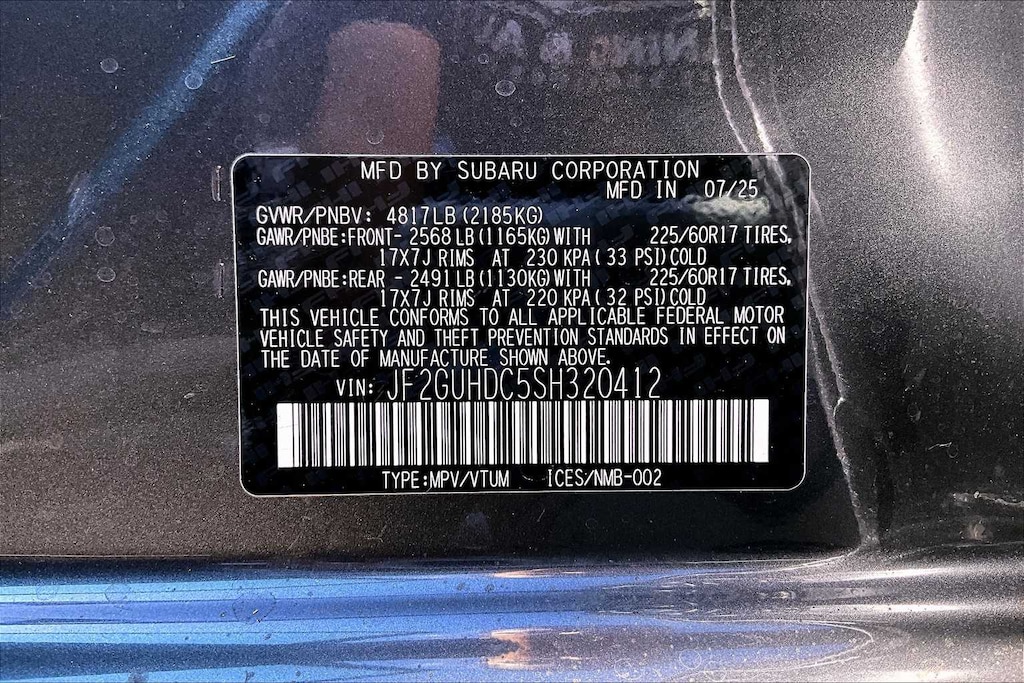 MFD BY SUBARU CORPORATION
MFD IN 07/25
GVWR/PNBV: 4817LB (2185KG)
GAWR/PNBE:FRONT- 2568 LB (1165KG) WITH 225/60R17 TIRES,
17X7J RIMS AT 230 KPA ( 33 PSI) COLD
GAWR/PNBE:REAR - 2491 LB (1130KG) WITH 225/60R17 TIRES,
17X7J RIMS AT 220 KPA ( 32 PSI) COLD
THIS VEHICLE CONFORMS TO ALL APPLICABLE FEDERAL MOTOR
VEHICLE SAFETY AND THEFT PREVENTION STANDARDS IN EFFECT ON
THE DATE OF MANUFACTURE SHOWN ABOVE.
VIN: JF2GUHDC5SH320412
TYPE:MPV/VTUM ICES/NMB-002